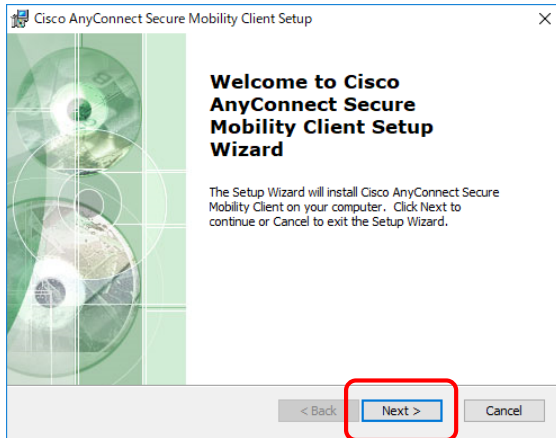 Cisco AnyConnect Secure Mobility Client Setup
Welcome to Cisco
AnyConnect Secure
Mobility Client Setup
Wizard
The Setup Wizard will install Cisco AnyConnect Secure
Mobility Client on your computer. Click Next to
continue or Cancel to exit the Setup Wizard.
< Back
Next >
Cancel